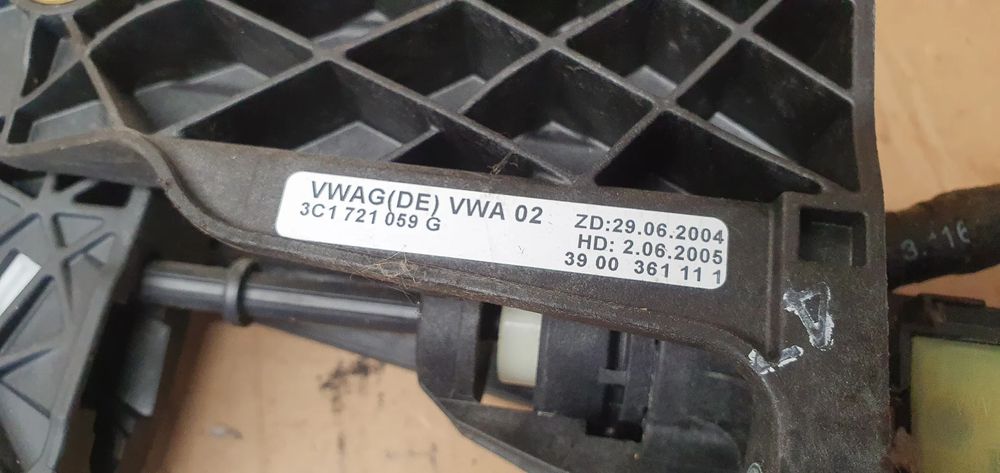 VWAG(DE) VWA 02
3C1 721 059 G
ZD:29.06.2004
HD: 2.06.2005
39 00 361 11 1